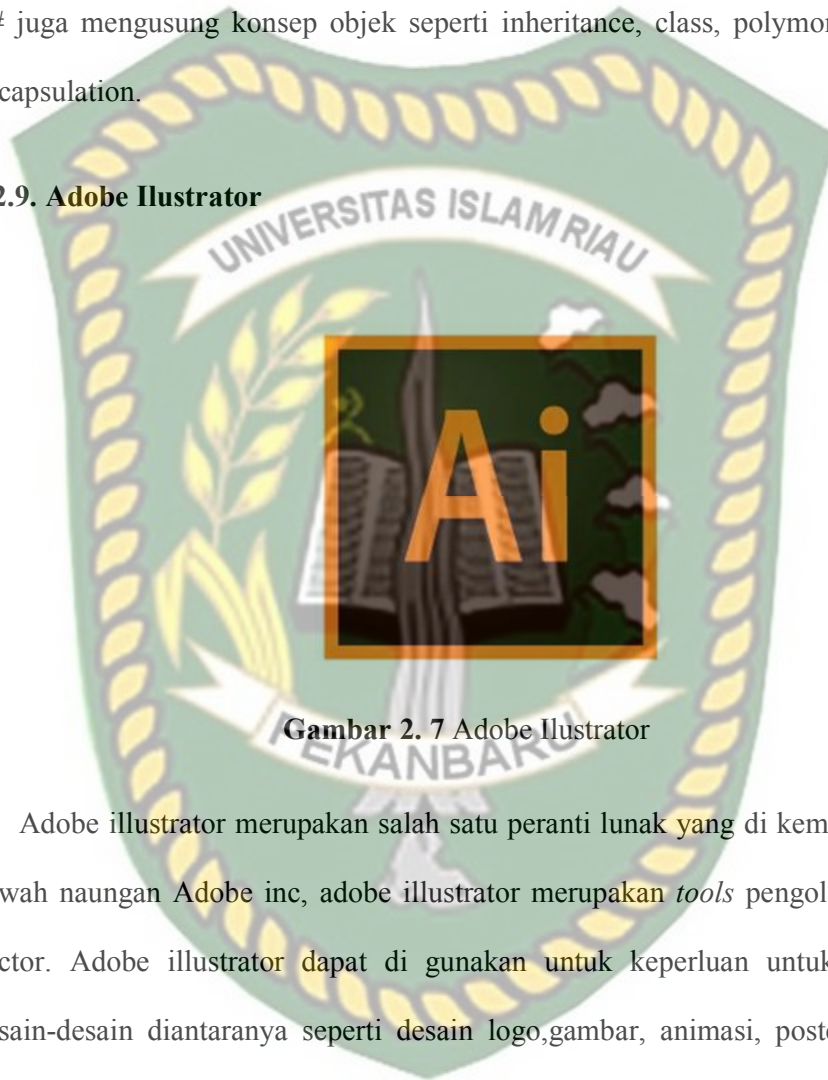 # juga mengusung konsep objek seperti inheritance, class, polymor
capsulation.
2.9. Adobe Ilustrator
UNIVERSITAS ISLAM RIAU
Ai
Gambar 2. 7 Adobe Ilustrator
PEKANBARU
Adobe illustrator merupakan salah satu peranti lunak yang di kem
wah naungan Adobe inc, adobe illustrator merupakan tools pengol
ctor. Adobe illustrator dapat di gunakan untuk keperluan untuk
sain-desain diantaranya seperti desain logo,gambar, animasi, poste